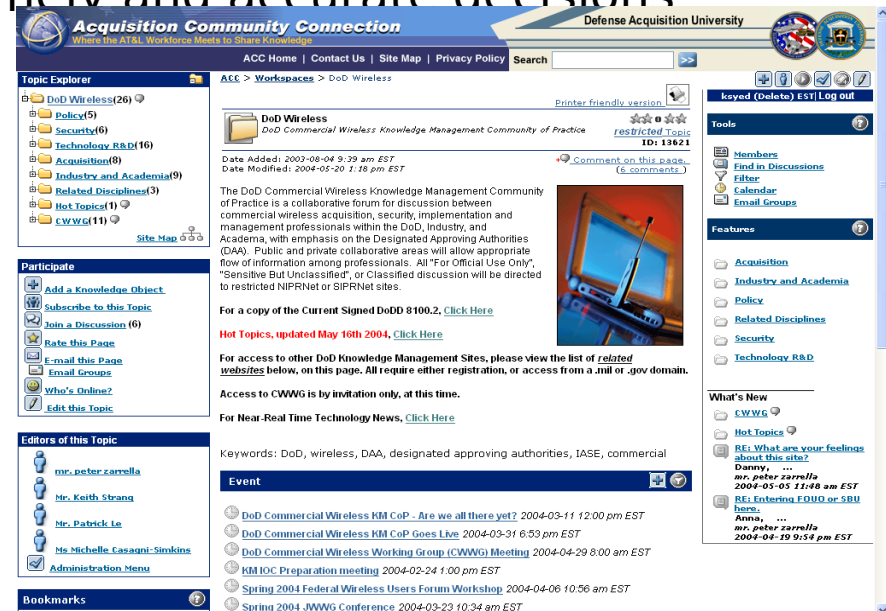 Acquisition Community Connection
Where the AT&L Workforce Meets to Share Knowledge
Defense Acquisition University
ACC Home | Contact Us | Site Map | Privacy Policy
Search
>>
Topic Explorer
DoD Wireless(26)
Policy(5)
Security(6)
Technology R&D(16)
Acquisition(8)
Industry and Academia(9)
Related Disciplines(3)
Hot Topics(1)
CWWG(11)
Site Map
Participate
Add a Knowledge Object
Subscribe to this Topic
Join a Discussion (6)
Rate this Page
E-mail this Page
Email Groups
Who's Online?
Edit this Topic
Editors of this Topic
mr. peter zarrella
Mr. Keith Strang
Mr. Patrick Le
Ms Michelle Casagni-Simkins
Administration Menu
Bookmarks
ACC > Workspaces > DoD Wireless
Printer friendly version
DoD Wireless
DoD Commercial Wireless Knowledge Management Community of Practice
0
restricted Topic
ID: 13621
Date Added: 2003-08-04 9:39 am EST
Date Modified: 2004-05-20 1:18 pm EST
Comment on this page.
(6 comments )
The DoD Commercial Wireless Knowledge Management Community
of Practice is a collaborative forum for discussion between
commercial wireless acquisition, security, implementation and
management professionals within the DoD, Industry, and
Academa, with emphasis on the Designated Approving Authorities
(DAA). Public and private collaborative areas will allow appropriate
flow of information among professionals. All "For Official Use Only",
"Sensitive But Unclassified", or Classified discussion will be directed
to restricted NIPRNet or SIPRNet sites.
For a copy of the Current Signed DoDD 8100.2, Click Here
Hot Topics, updated May 16th 2004, Click Here
For access to other DoD Knowledge Management Sites, please view the list of related
websites below, on this page. All require either registration, or access from a .mil or .gov domain.
Access to CWWG is by invitation only, at this time.
For Near-Real Time Technology News, Click Here
Keywords: DoD, wireless, DAA, designated approving authorities, IASE, commercial
Event
DoD Commercial Wireless KM CoP - Are we all there yet? 2004-03-11 12:00 pm EST
DoD Commercial Wireless KM CoP Goes Live 2004-03-31 6:53 pm EST
DoD Commercial Wireless Working Group (CWWG) Meeting 2004-04-29 8:00 am EST
KM IOC Preparation meeting 2004-02-24 1:00 pm EST
Spring 2004 Federal Wireless Users Forum Workshop 2004-04-06 10:56 am EST
Spring 2004 JWWG Conference 2004-03-23 10:34 am EST
ksyed (Delete) EST|Log out
Tools
Members
Find in Discussions
Filter
Calendar
Email Groups
Features
Acquisition
Industry and Academia
Policy
Related Disciplines
Security
Technology R&D
What's New
CWWG
Hot Topics
RE: What are your feelings
about this site?
Danny, ...
mr. peter zarrella
2004-05-05 11:48 am EST
RE: Entering FOUO or SBU
here.
Anna, ...
mr. peter zarrella
2004-04-19 9:54 pm EST